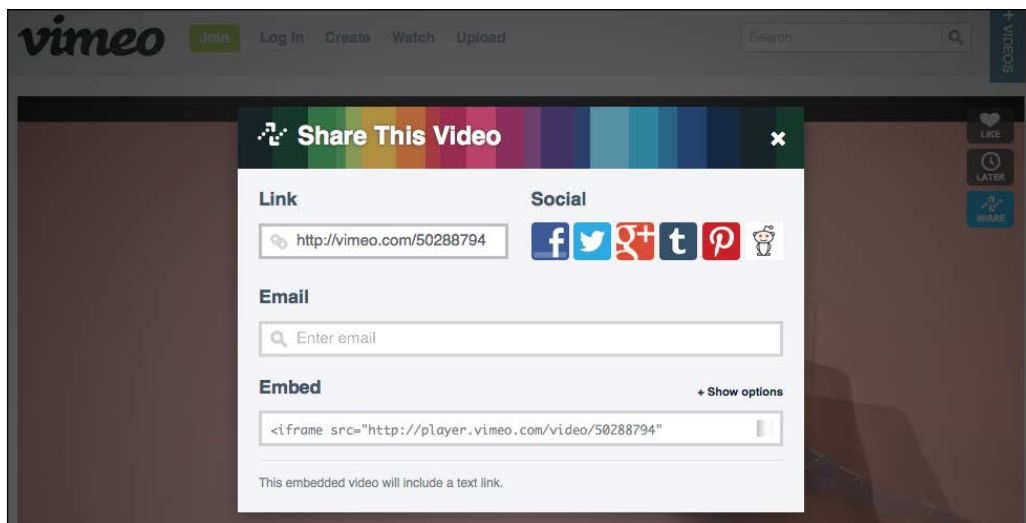 vimeo Join Log In Create Watch Upload Search
+ VIDEOS
Share This Video
LIKE
LATER
SHARE
Link
http://vimeo.com/50288794
Social
Email
Enter email
Embed
+ Show options
<iframe src="http://player.vimeo.com/video/50288794"
This embedded video will include a text link.